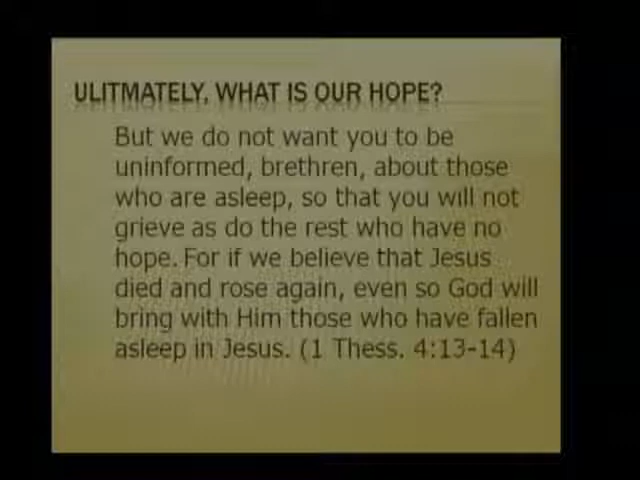 ULITMATELY, WHAT IS OUR HOPE?
But we do not want you to be
uninformed, brethren, about those
who are asleep, so that you will not
grieve as do the rest who have no
hope. For if we believe that Jesus
died and rose again, even so God will
bring with Him those who have fallen
asleep in Jesus. (1 Thess. 4:13-14)